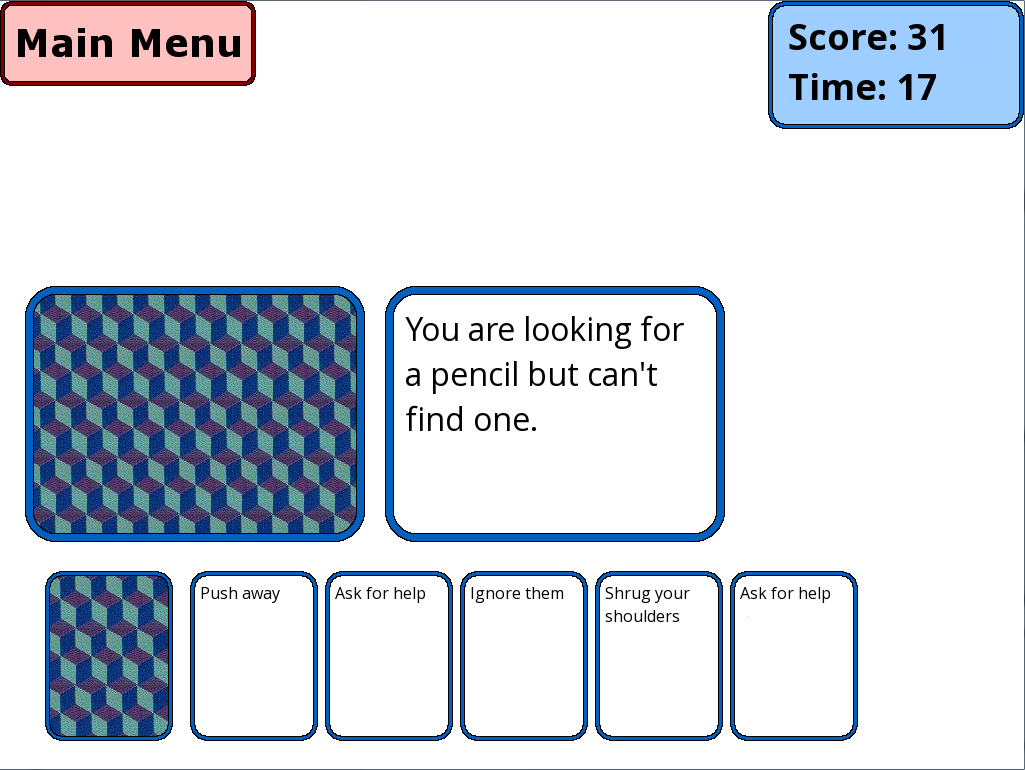 Main Menu
Score: 31
Time: 17
You are looking for
a pencil but can't
find one.
Push away
Ask for help
Ignore them
Shrug your
shoulders
Ask for help